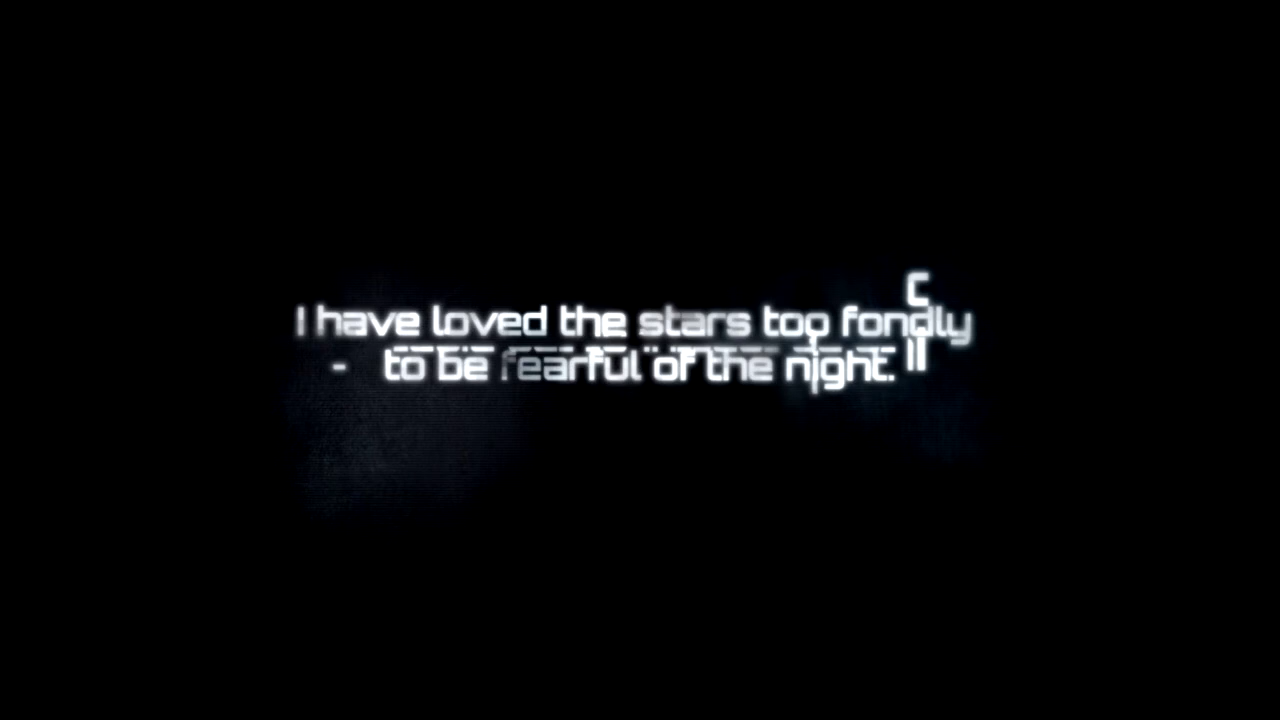 I have loved the stars too fondly
to be fearful of the night.